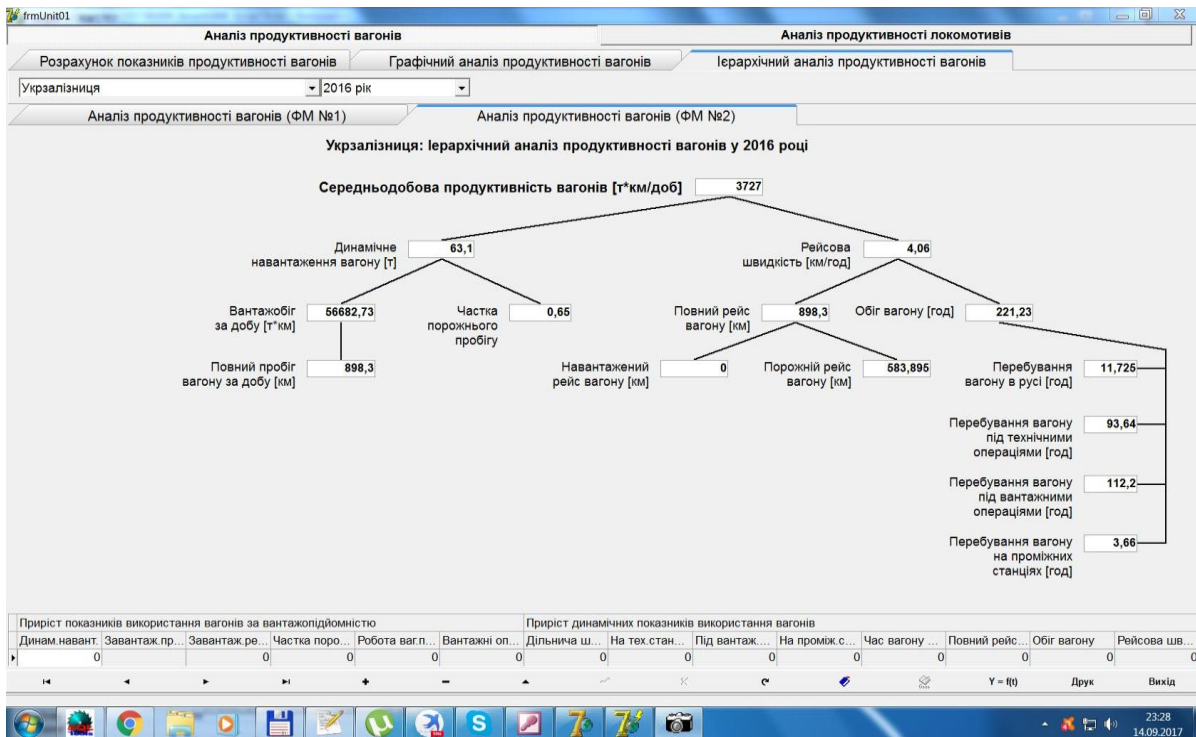 frmUnit01
Аналіз продуктивності вагонів
Аналіз продуктивності локомотивів
Розрахунок показників продуктивності вагонів
Графічний аналіз продуктивності вагонів
Ієрархічний аналіз продуктивності вагонів
Укрзалізниця
2016 рік
Аналіз продуктивності вагонів (ФМ №1)
Аналіз продуктивності вагонів (ФМ №2)
Укрзалізниця: Ієрархічний аналіз продуктивності вагонів у 2016 році
Середньодобова продуктивність вагонів [т*км/доб] 3727
Динамічне
навантаження вагону [т]
63,1
Рейсова
швидкість [км/год]
4,06
Вантажобіг
за добу [т*км]
56682,73
Частка
порожнього
пробігу
0,65
Повний рейс
вагону [км]
898,3
Обіг вагону [год] 221,23
Повний пробіг
вагону за добу [км]
898,3
Навантажений
рейс вагону [км]
0
Порожній рейс
вагону [км]
583,895
Перебування
вагону в русі [год]
11,725
Перебування вагону
під технічними
операціями [год]
93,64
Перебування вагону
під вантажними
операціями [год]
112,2
Перебування вагону
на проміжних
станціях [год]
3,66
Приріст показників використання вагонів за вантажопідйомністю
Приріст динамічних показників використання вагонів
Динам.навант. Завантаж.пр... Завантаж.ре... Частка поро... Робота ваг.п... Вантажні оп... Дільнича ш... На тех.стан... Під вантаж.... На проміж.с... Час вагону ... Повний рейс... Обіг вагону Рейсова шв...
0 0 0 0 0 0 0 0 0 0 0 0 0
Y = f(t) Друк Вихід
23:28
14.09.2017